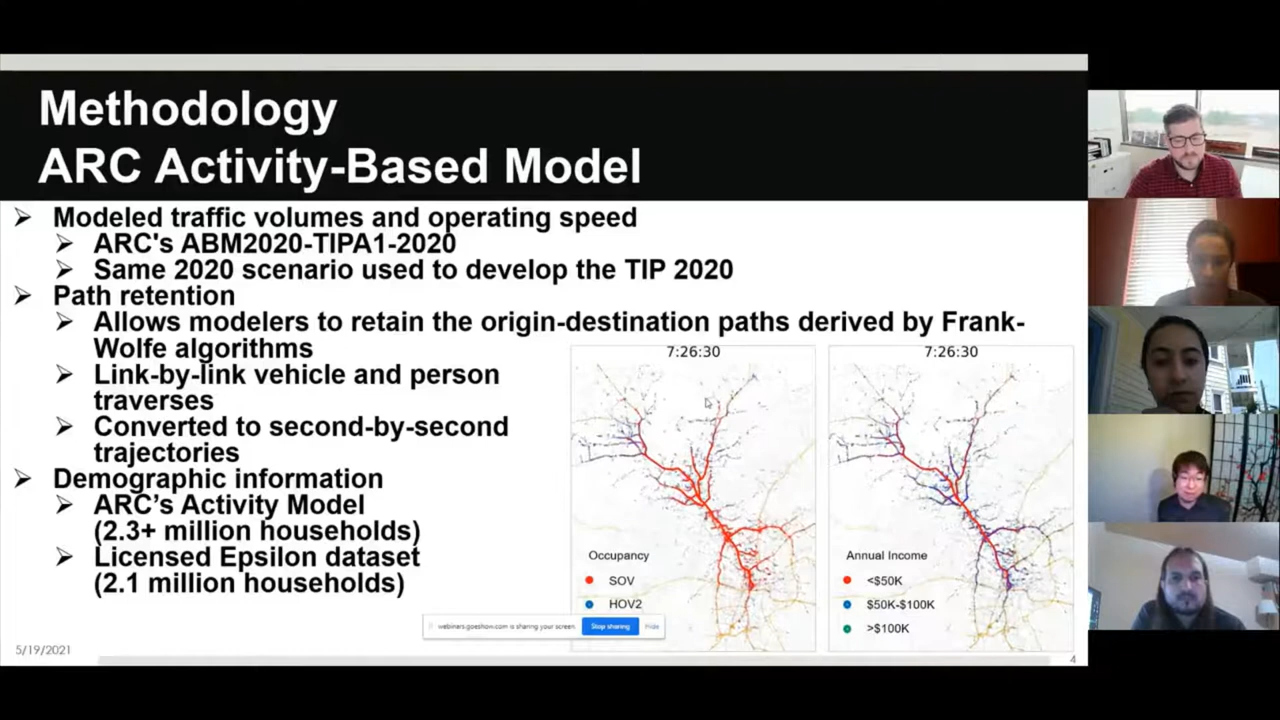 Methodology
ARC Activity-Based Model
➢ Modeled traffic volumes and operating speed
➢ ARC's ABM2020-TIPA1-2020
➢ Same 2020 scenario used to develop the TIP 2020
➢ Path retention
➢ Allows modelers to retain the origin-destination paths derived by Frank-
Wolfe algorithms
➢ Link-by-link vehicle and person
traverses
➢ Converted to second-by-second
trajectories
➢ Demographic information
➢ ARC’s Activity Model
(2.3+ million households)
➢ Licensed Epsilon dataset
(2.1 million households)
7:26:30
Occupancy
SOV
HOV2
7:26:30
Annual Income
<$50K
$50K-$100K
>$100K
webinars.goeshow.com is sharing your screen. Stop sharing Hide
5/19/2021
4